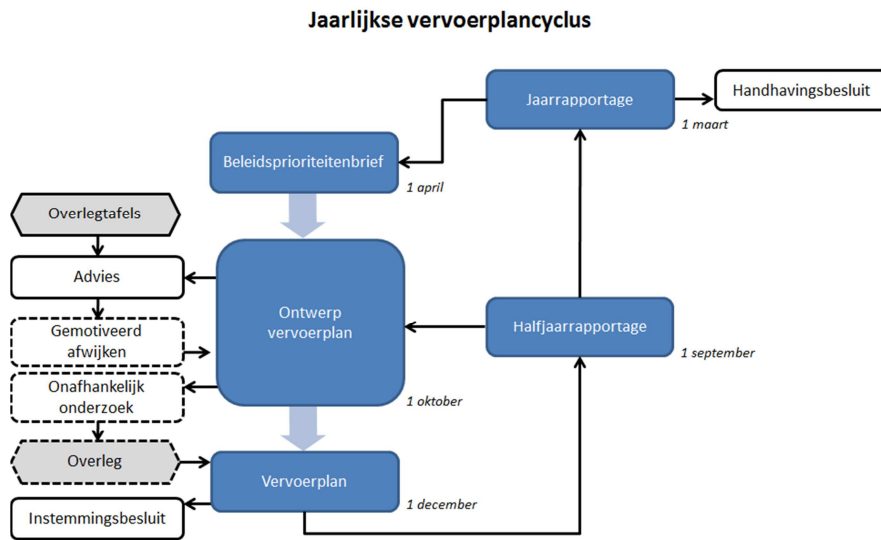 Jaarlijkse vervoerplancyclus
Jaarrapportage
1 maart
Handhavingsbesluit
Beleidsprioriteitenbrief
1 april
Overlegtafels
Advies
Gemotiveerd
afwijken
Onafhankelijk
onderzoek
Overleg
Instemmingsbesluit
Ontwerp
vervoerplan
1 oktober
Halfjaarrapportage
1 september
Vervoerplan
1 december